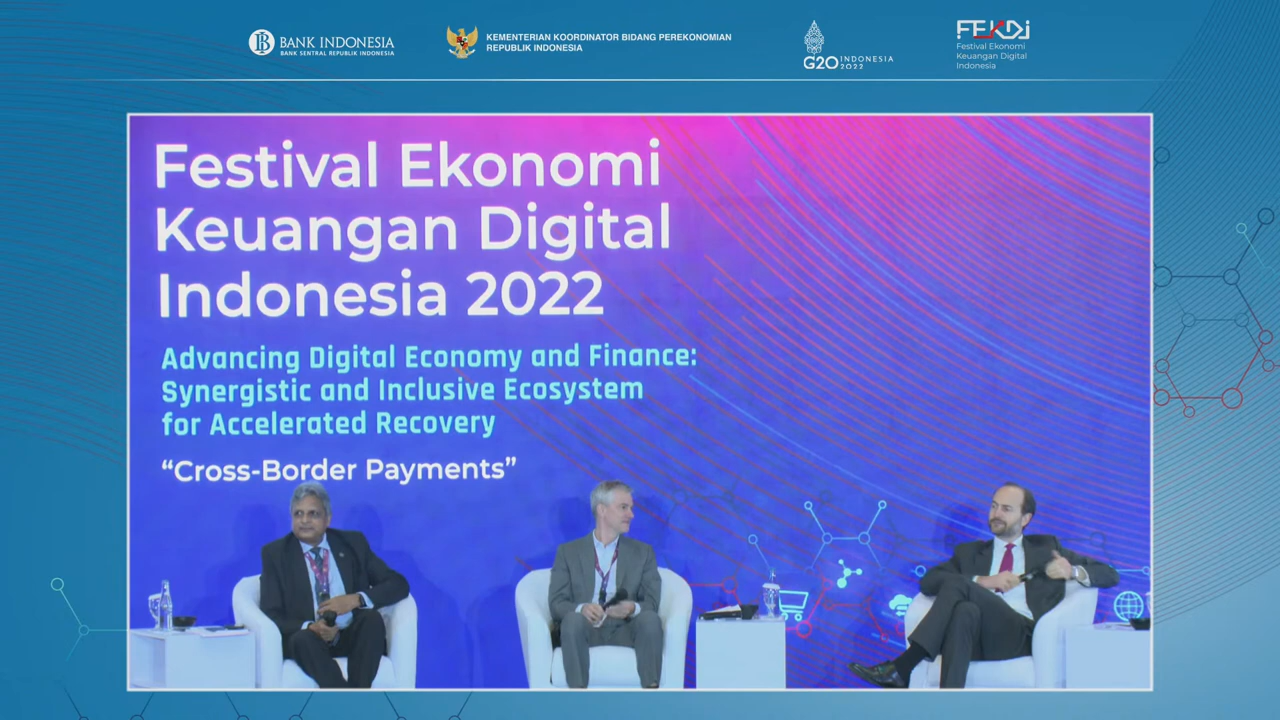 BANK INDONESIA
BANK SENTRAL REPUBLIK INDONESIA
KEMENTERIAN KOORDINATOR BIDANG PEREKONOMIAN
REPUBLIK INDONESIA
G20 INDONESIA
2022
FEKDi
Festival Ekonomi
Keuangan Digital
Indonesia
Festival Ekonomi
Keuangan Digital
Indonesia 2022
Advancing Digital Economy and Finance:
Synergistic and Inclusive Ecosystem
for Accelerated Recovery
“Cross-Border Payments”